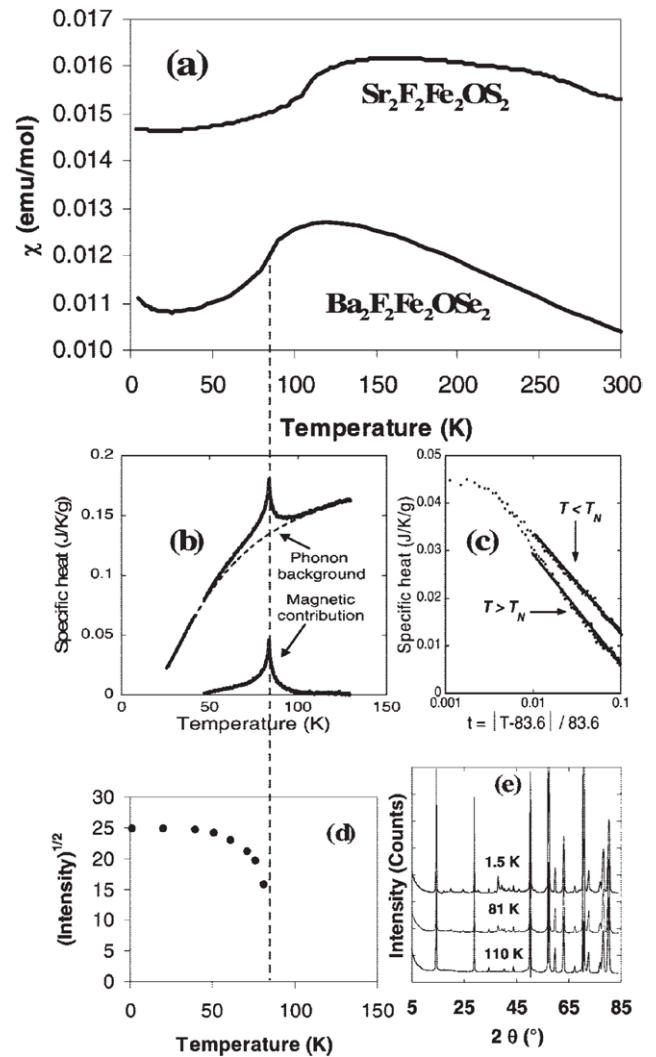 0.017
(a)
0.016
Sr₂F₂Fe₂OS₂
0.015
χ (emu/mol)
0.014
0.013
0.012
0.011
Ba₂F₂Fe₂OSe₂
0.010
0 50 100 150 200 250 300
Temperature (K)
0.2
Specific heat (J/K/g)
0.15
(b)
Phonon
background
0.1
Magnetic
contribution
0.05
0
0 50 100 150
Temperature (K)
0.05
Specific heat (J/K/g)
0.04
T < T_N
0.03
(c)
0.02
T > T_N
0.01
0.000
0.001 0.01 0.1
t = |T-83.6| / 83.6
30
25
(d)
20
(Intensity)^1/2
15
10
5
0
0 50 100 150
Temperature (K)
(e)
Intensity (Counts)
1.5 K
81 K
110 K
5 25 45 65 85
2 θ (°)